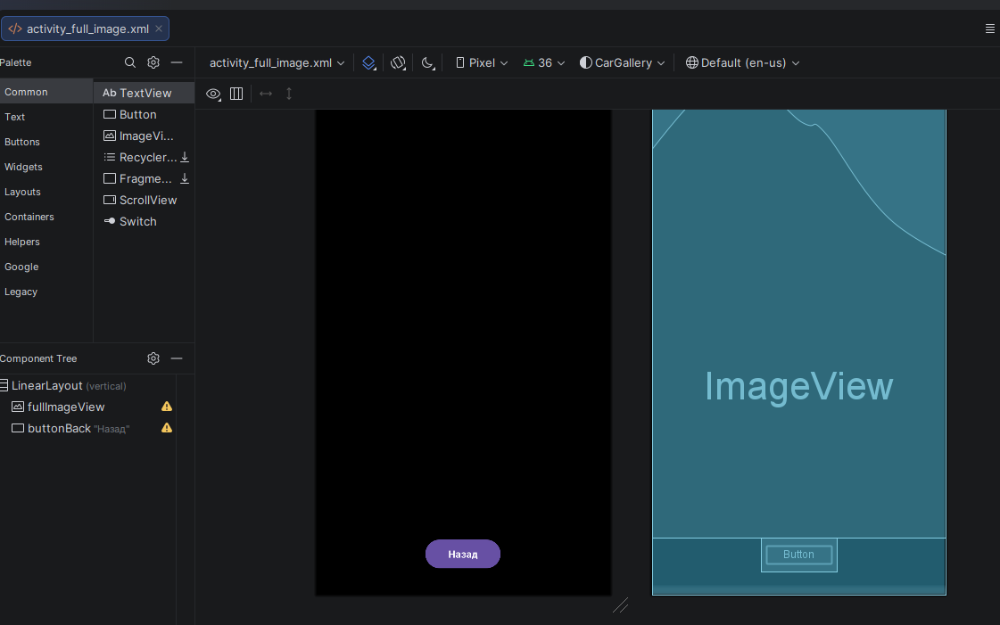 activity_full_image.xml
Palette
activity_full_image.xml
Pixel
36
CarGallery
Default (en-us)
Common
Text
Buttons
Widgets
Layouts
Containers
Helpers
Google
Legacy
Ab TextView
Button
ImageVi...
Recycler...
Fragme...
ScrollView
Switch
Component Tree
LinearLayout (vertical)
fullImageView
buttonBack "Назад"
Назад
ImageView
Button